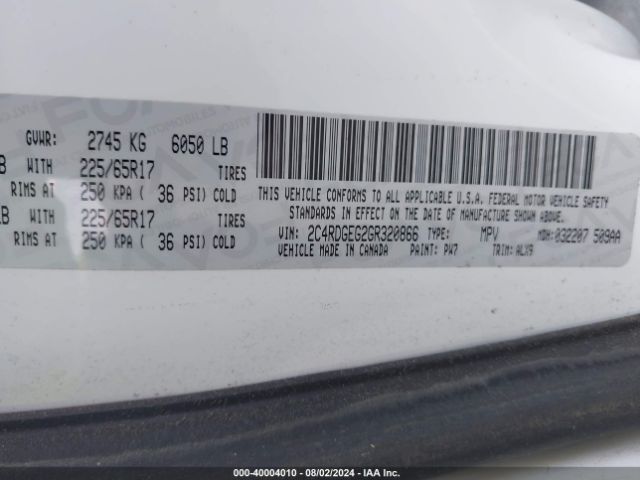 GVWR: 2745 KG 6050 LB
WITH 225/65R17 TIRES
RIMS AT 250 KPA ( 36 PSI) COLD
LB WITH 225/65R17 TIRES
RIMS AT 250 KPA ( 36 PSI) COLD
THIS VEHICLE CONFORMS TO ALL APPLICABLE U.S.A. FEDERAL MOTOR VEHICLE SAFETY
STANDARDS IN EFFECT ON THE DATE OF MANUFACTURE SHOWN ABOVE.
VIN: 2C4RDGEG2GR320866 TYPE: MPV MDH: 032207 509AA
VEHICLE MADE IN CANADA PAINT: PW7 TRIM: ALX9
000-40004010 - 08/02/2024 - IAA Inc.